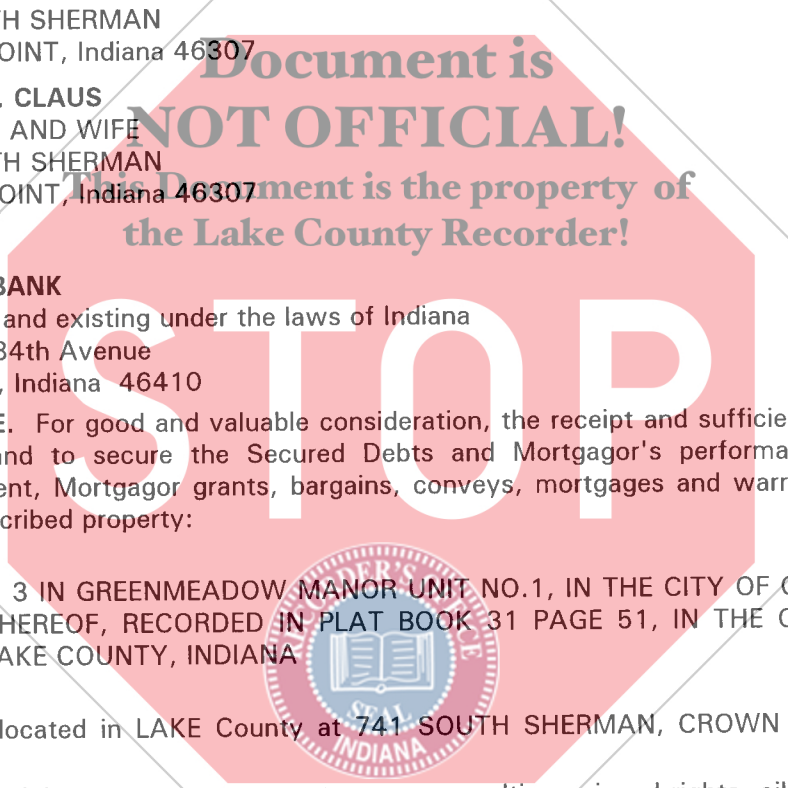 TH SHERMAN
OINT, Indiana 46307
Document is
. CLAUS
AND WIFE
NOT OFFICIAL!
TH SHERMAN
OINT, Indiana 46307
This Document is the property of
the Lake County Recorder!
BANK
and existing under the laws of Indiana
84th Avenue
, Indiana 46410
STOP
E. For good and valuable consideration, the receipt and sufficie
and to secure the Secured Debts and Mortgagor's performa
ent, Mortgagor grants, bargains, conveys, mortgages and warr
cribed property:
3 IN GREENMEADOW MANOR UNIT NO.1, IN THE CITY OF
HEREOF, RECORDED IN PLAT BOOK 31 PAGE 51, IN THE
AKE COUNTY, INDIANA
RECORDER'S OFFICE
SEAL
INDIANA
located in LAKE County at 741 SOUTH SHERMAN, CROWN